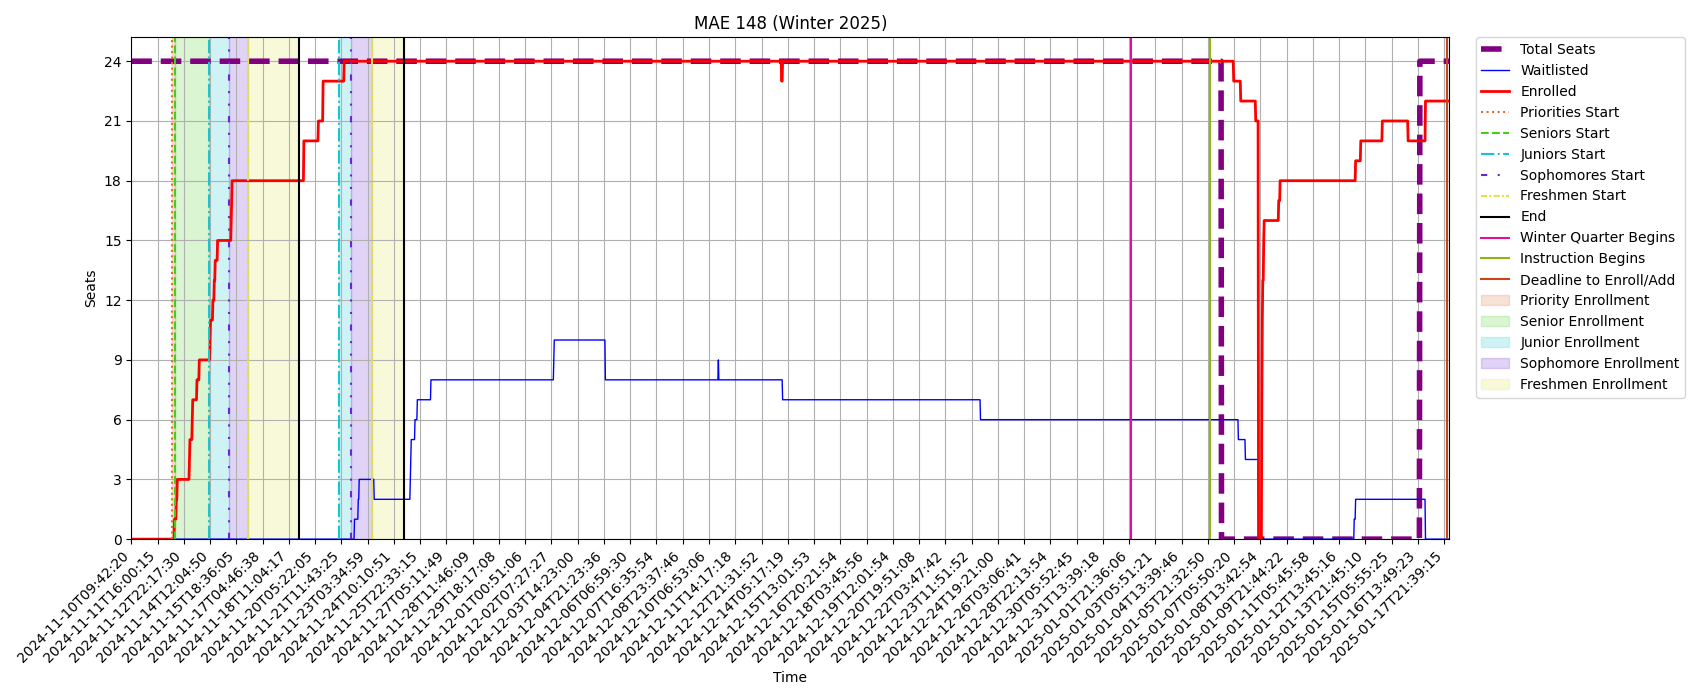 MAE 148 (Winter 2025)
Seats
24
21
18
15
12
9
6
3
0
2024-11-10T09:42:20
2024-11-11T16:00:15
2024-11-12T22:17:30
2024-11-14T12:04:50
2024-11-15T18:36:05
2024-11-17T04:46:38
2024-11-18T11:04:17
2024-11-20T05:22:05
2024-11-21T11:43:25
2024-11-23T03:34:59
2024-11-24T10:10:51
2024-11-25T22:33:15
2024-11-27T05:11:49
2024-11-28T11:46:09
2024-11-29T18:17:08
2024-12-01T00:51:06
2024-12-02T07:27:27
2024-12-03T14:23:00
2024-12-04T21:23:36
2024-12-06T06:59:30
2024-12-07T16:35:54
2024-12-08T23:37:46
2024-12-10T06:53:06
2024-12-11T14:17:18
2024-12-12T21:31:52
2024-12-14T05:17:19
2024-12-15T13:01:53
2024-12-16T20:21:54
2024-12-18T03:45:56
2024-12-19T12:01:54
2024-12-20T19:51:08
2024-12-22T03:47:42
2024-12-23T11:51:52
2024-12-24T19:21:00
2024-12-26T03:06:41
2024-12-28T22:13:54
2024-12-30T05:52:45
2024-12-31T13:39:18
2025-01-01T21:36:06
2025-01-03T05:51:21
2025-01-04T13:39:46
2025-01-05T21:32:50
2025-01-07T05:50:20
2025-01-08T13:42:54
2025-01-09T21:44:22
2025-01-11T05:45:58
2025-01-12T13:45:16
2025-01-13T21:45:10
2025-01-15T05:55:25
2025-01-16T13:49:23
2025-01-17T21:39:15
Time
Total Seats
Waitlisted
Enrolled
Priorities Start
Seniors Start
Juniors Start
Sophomores Start
Freshmen Start
End
Winter Quarter Begins
Instruction Begins
Deadline to Enroll/Add
Priority Enrollment
Senior Enrollment
Junior Enrollment
Sophomore Enrollment
Freshmen Enrollment